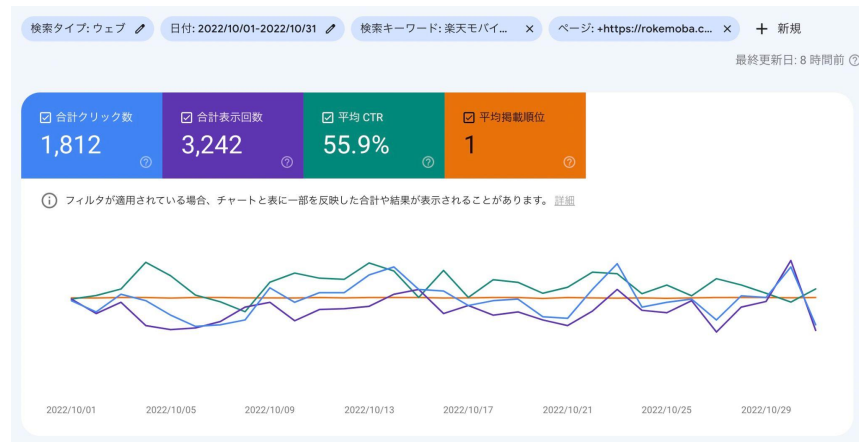 検索タイプ: ウェブ 日付: 2022/10/01-2022/10/31 検索キーワード: 楽天モバイ... × ページ: +https://rokemoba.c... × + 新規
最終更新日: 8 時間前
合計クリック数 合計表示回数 平均 CTR 平均掲載順位
1,812 3,242 55.9% 1
フィルタが適用されている場合、チャートと表に一部を反映した合計や結果が表示されることがあります。 詳細
2022/10/01 2022/10/05 2022/10/09 2022/10/13 2022/10/17 2022/10/21 2022/10/25 2022/10/29